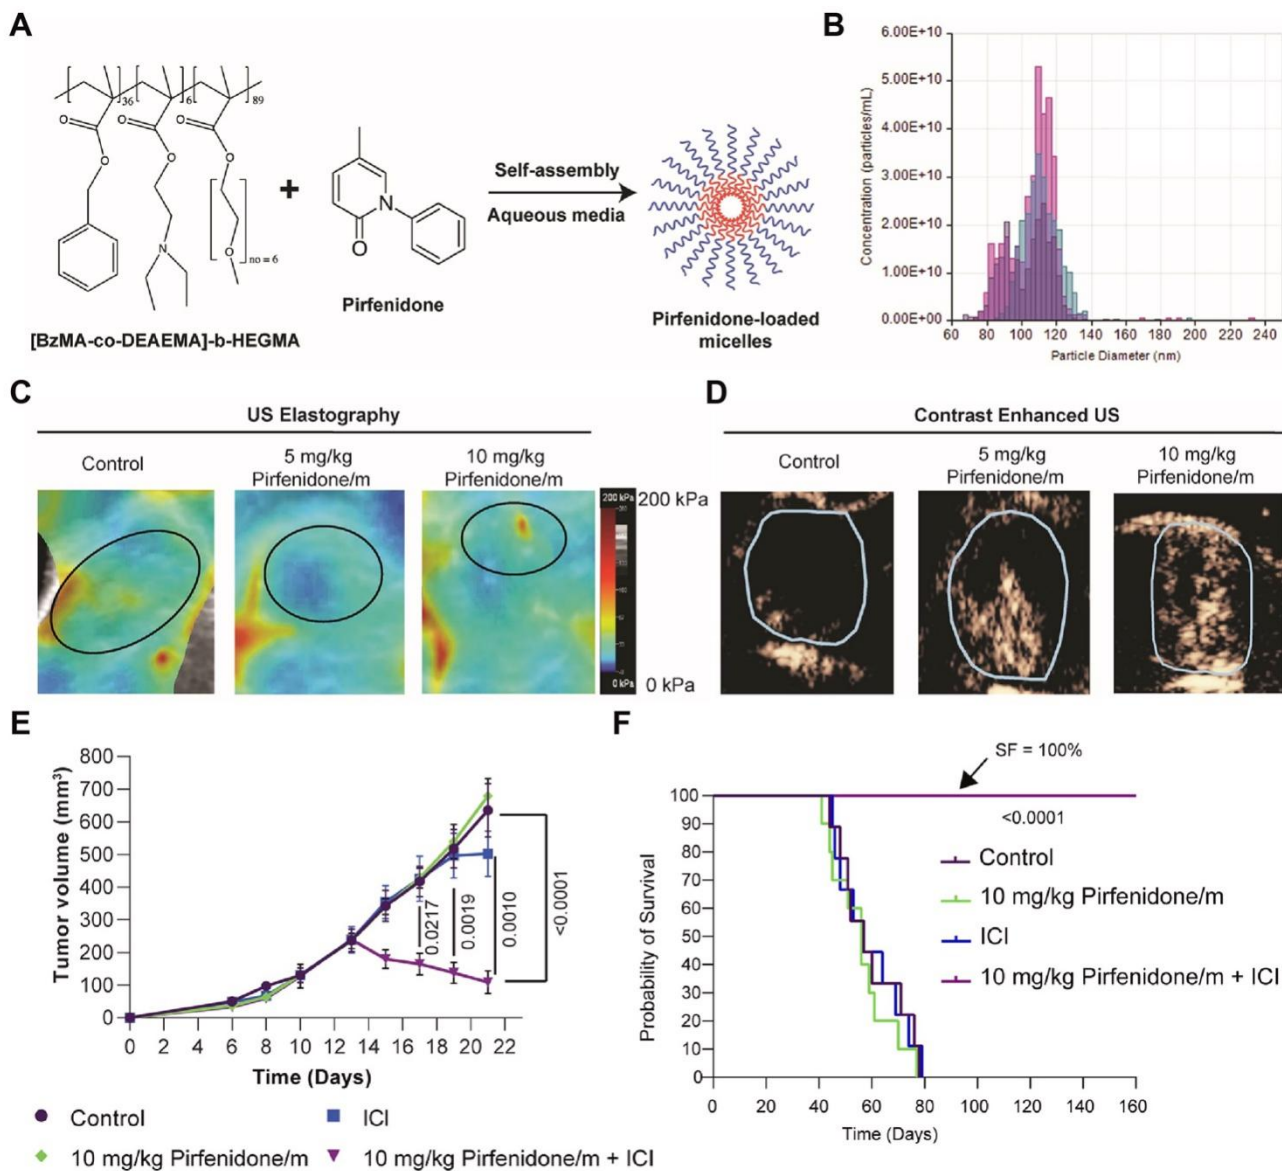 A
36
6
89
O
O
O
O
O
O
N
O
no = 6
[BzMA-co-DEAEMA]-b-HEGMA
+
N
O
Pirfenidone
Self-assembly
Aqueous media
Pirfenidone-loaded
micelles
B
Concentration (particles/mL)
6.00E+10
5.00E+10
4.00E+10
3.00E+10
2.00E+10
1.00E+10
0.00E+00
60 80 100 120 140 160 180 200 220 240
Particle Diameter (nm)
C
US Elastography
Control
5 mg/kg
Pirfenidone/m
10 mg/kg
Pirfenidone/m
200 kPa
0 kPa
200 kPa
0 kPa
D
Contrast Enhanced US
Control
5 mg/kg
Pirfenidone/m
10 mg/kg
Pirfenidone/m
E
Tumor volume (mm³)
800
700
600
500
400
300
200
100
0
0 2 4 6 8 10 12 14 16 18 20 22
Time (Days)
0.0217
0.0019
0.0010
<0.0001
Control
ICI
10 mg/kg Pirfenidone/m
10 mg/kg Pirfenidone/m + ICI
F
SF = 100%
<0.0001
Probability of Survival
100
90
80
70
60
50
40
30
20
10
0
0 20 40 60 80 100 120 140 160
Time (Days)
Control
10 mg/kg Pirfenidone/m
ICI
10 mg/kg Pirfenidone/m + ICI